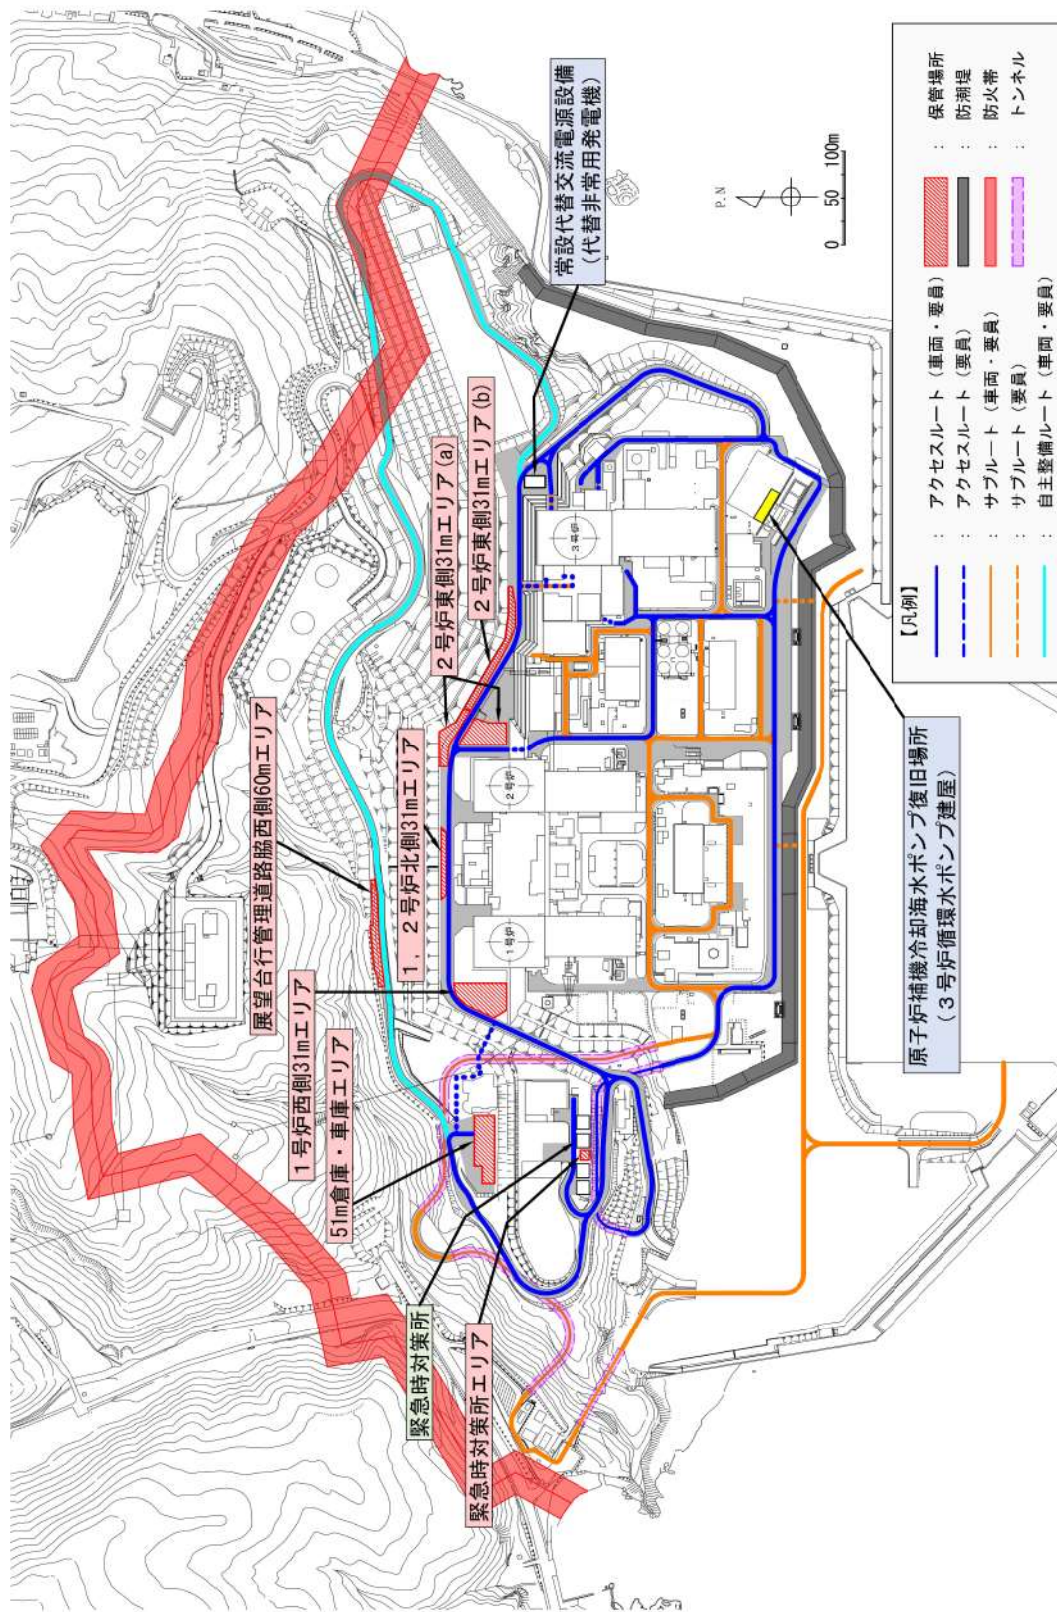 展望台行管理道路脇西側60mエリア
1号炉西側31mエリア
51m倉庫・車庫エリア
緊急時対策所
緊急時対策所エリア
1,2号炉北側31mエリア
2号炉東側31mエリア(a)
2号炉東側31mエリア(b)
常設代替交流電源設備
(代替非常用発電機)
1号炉
2号炉
3号炉
原子炉補機冷却海水ポンプ復旧場所
(3号炉循環水ポンプ建屋)
P.N
0 50 100m
【凡例】
: アクセスルート(車両・要員)
: アクセスルート(要員)
: サブルート(車両・要員)
: サブルート(要員)
: 自主整備ルート(車両・要員)
: 保管場所
: 防潮堤
: 防火帯
: トンネル